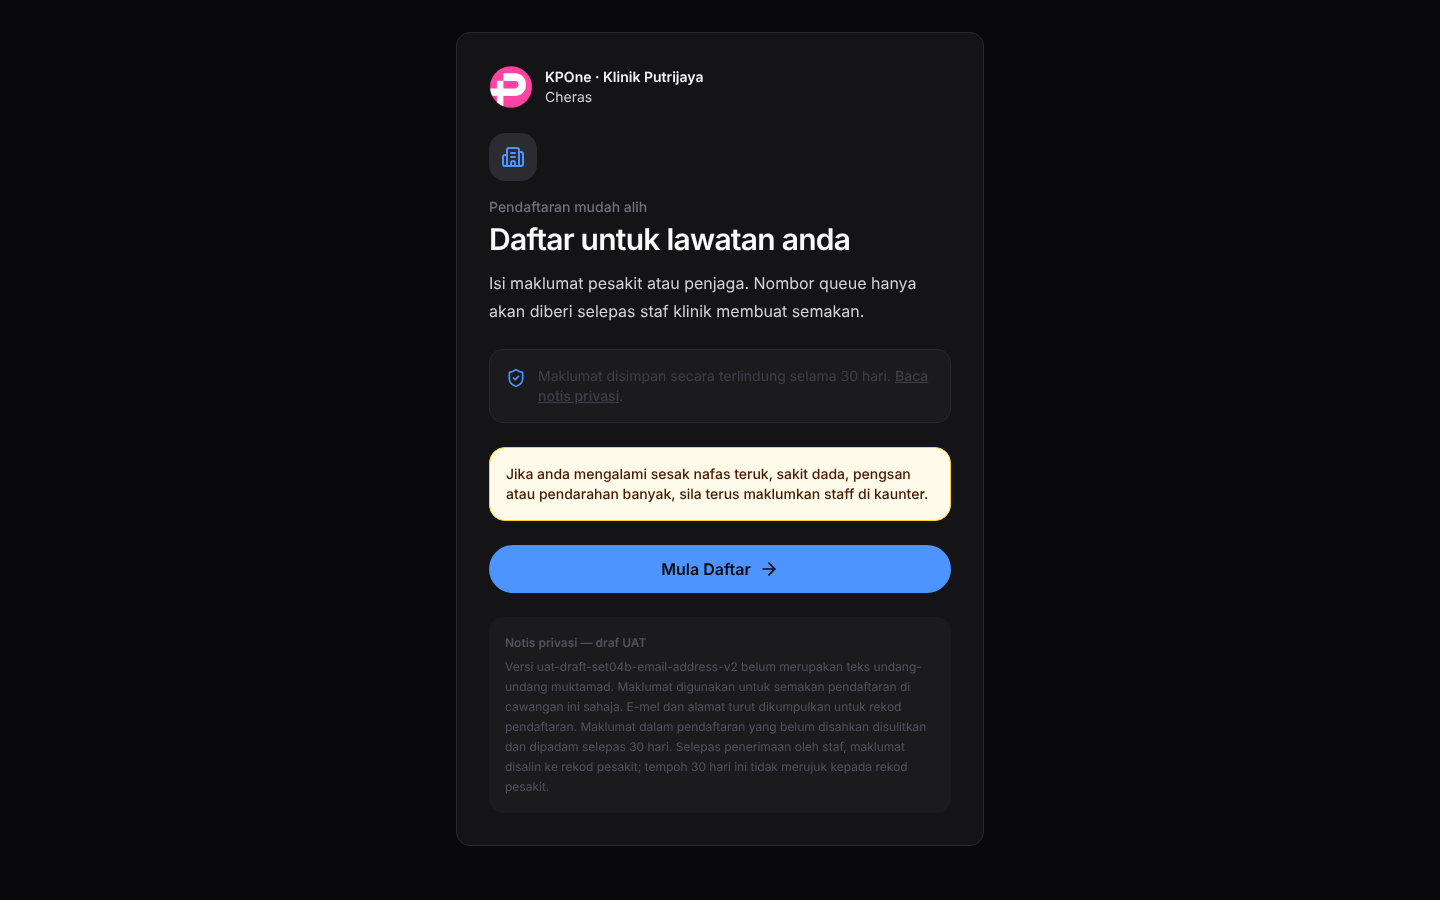 KPOne · Klinik Putrijaya
Cheras
Pendaftaran mudah alih
Daftar untuk lawatan anda
Isi maklumat pesakit atau penjaga. Nombor queue hanya
akan diberi selepas staf klinik membuat semakan.
Maklumat disimpan secara terlindung selama 30 hari. Baca
notis privasi.
Jika anda mengalami sesak nafas teruk, sakit dada, pengsan
atau pendarahan banyak, sila terus maklumkan staff di kaunter.
Mula Daftar →
Notis privasi — draf UAT
Versi uat-draft-set04b-email-address-v2 belum merupakan teks undang-
undang muktamad. Maklumat digunakan untuk semakan pendaftaran di
cawangan ini sahaja. E-mel dan alamat turut dikumpulkan untuk rekod
pendaftaran. Maklumat dalam pendaftaran yang belum disahkan disulitkan
dan dipadam selepas 30 hari. Selepas penerimaan oleh staf, maklumat
disalin ke rekod pesakit; tempoh 30 hari ini tidak merujuk kepada rekod
pesakit.